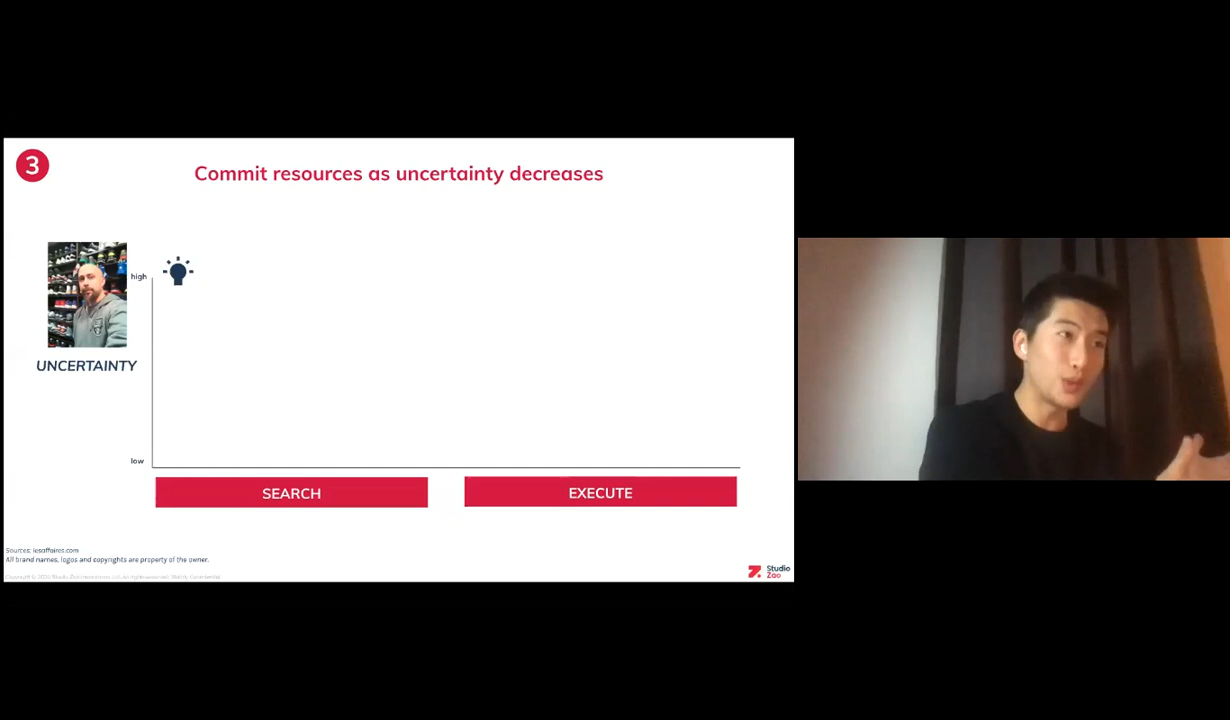 3
Commit resources as uncertainty decreases
high
UNCERTAINTY
low
SEARCH
EXECUTE
Sources: lesaffaires.com
All brand names, logos and copyrights are property of the owner.
Studio
Zao